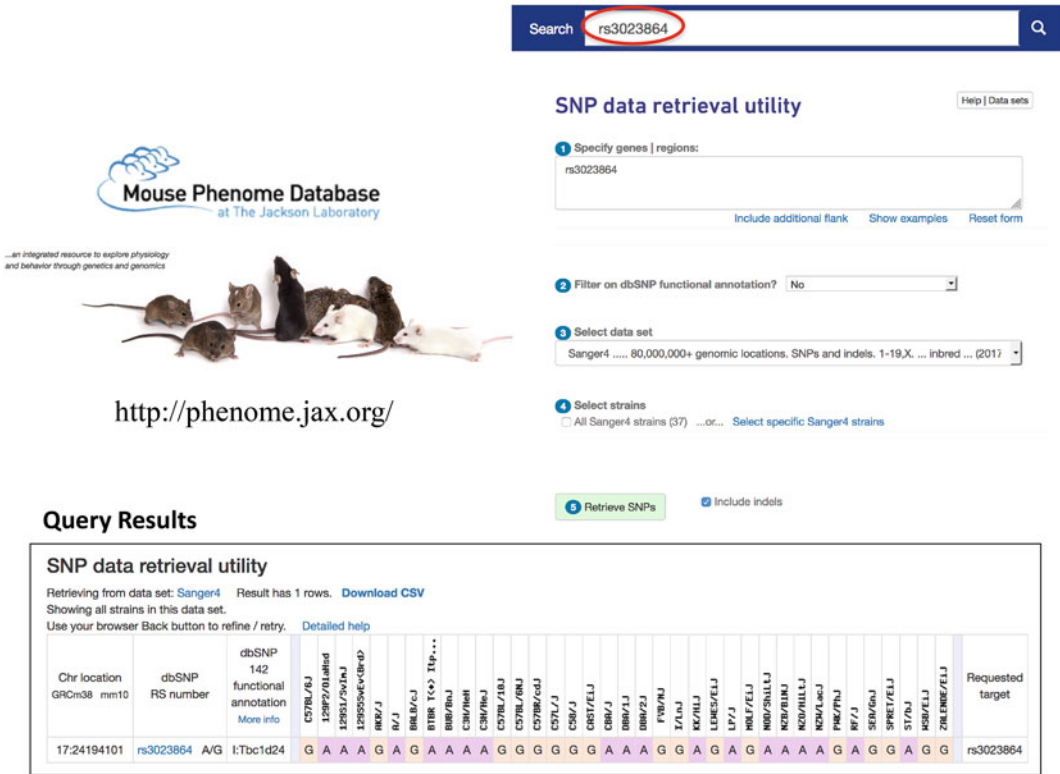 Search rs3023864
SNP data retrieval utility
Help | Data sets
1 Specify genes | regions:
rs3023864
Include additional flank Show examples Reset form
2 Filter on dbSNP functional annotation? No
3 Select data set
Sanger4 ..... 80,000,000+ genomic locations. SNPs and indels. 1-19,X. ... inbred ... (2017
4 Select strains
All Sanger4 strains (37) ...or... Select specific Sanger4 strains
5 Retrieve SNPs Include indels
Mouse Phenome Database
at The Jackson Laboratory
...an integrated resource to explore physiology
and behavior through genetics and genomics
http://phenome.jax.org/
Query Results
SNP data retrieval utility
Retrieving from data set: Sanger4 Result has 1 rows. Download CSV
Showing all strains in this data set.
Use your browser Back button to refine / retry. Detailed help
Chr location
GRCm38 mm10
dbSNP
RS number
dbSNP
142
functional
annotation
More info
C57BL/6J
129P2/OlaHsd
129S1/SvImJ
129S5SvEv<Brd>
AKR/J
A/J
BALB/cJ
BTBR T<+> Itp...
BUB/BnJ
C3H/HeH
C3H/HeJ
C57BL/10J
C57BL/6NJ
C57BR/cdJ
C57L/J
C58/J
CAST/EiJ
CBA/J
DBA/1J
DBA/2J
FVB/NJ
I/LnJ
KK/HiJ
LEWES/EiJ
LP/J
MOLF/EiJ
NOD/ShiLtJ
NZB/BlNJ
NZO/HlLtJ
NZW/LacJ
PWK/PhJ
RF/J
SEA/GnJ
SPRET/EiJ
ST/bJ
WSB/EiJ
ZALENDE/EiJ
Requested
target
17:24194101 rs3023864 A/G I:Tbc1d24 G A A A G A G A A A A G G G G G G A A A G G A G A G A A A A G A G G A G G rs3023864